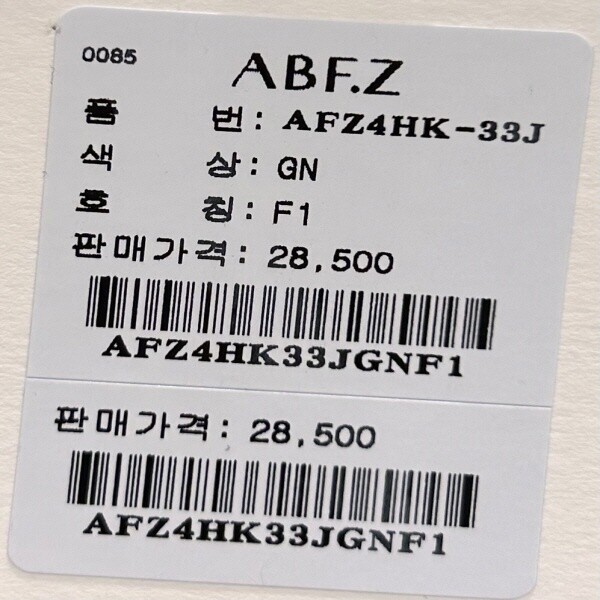 0085
ABF.Z
품 번: AFZ4HK-33J
색 상: GN
호 칭: F1
판매가격: 28,500
AFZ4HK33JGNF1
판매가격: 28,500
AFZ4HK33JGNF1